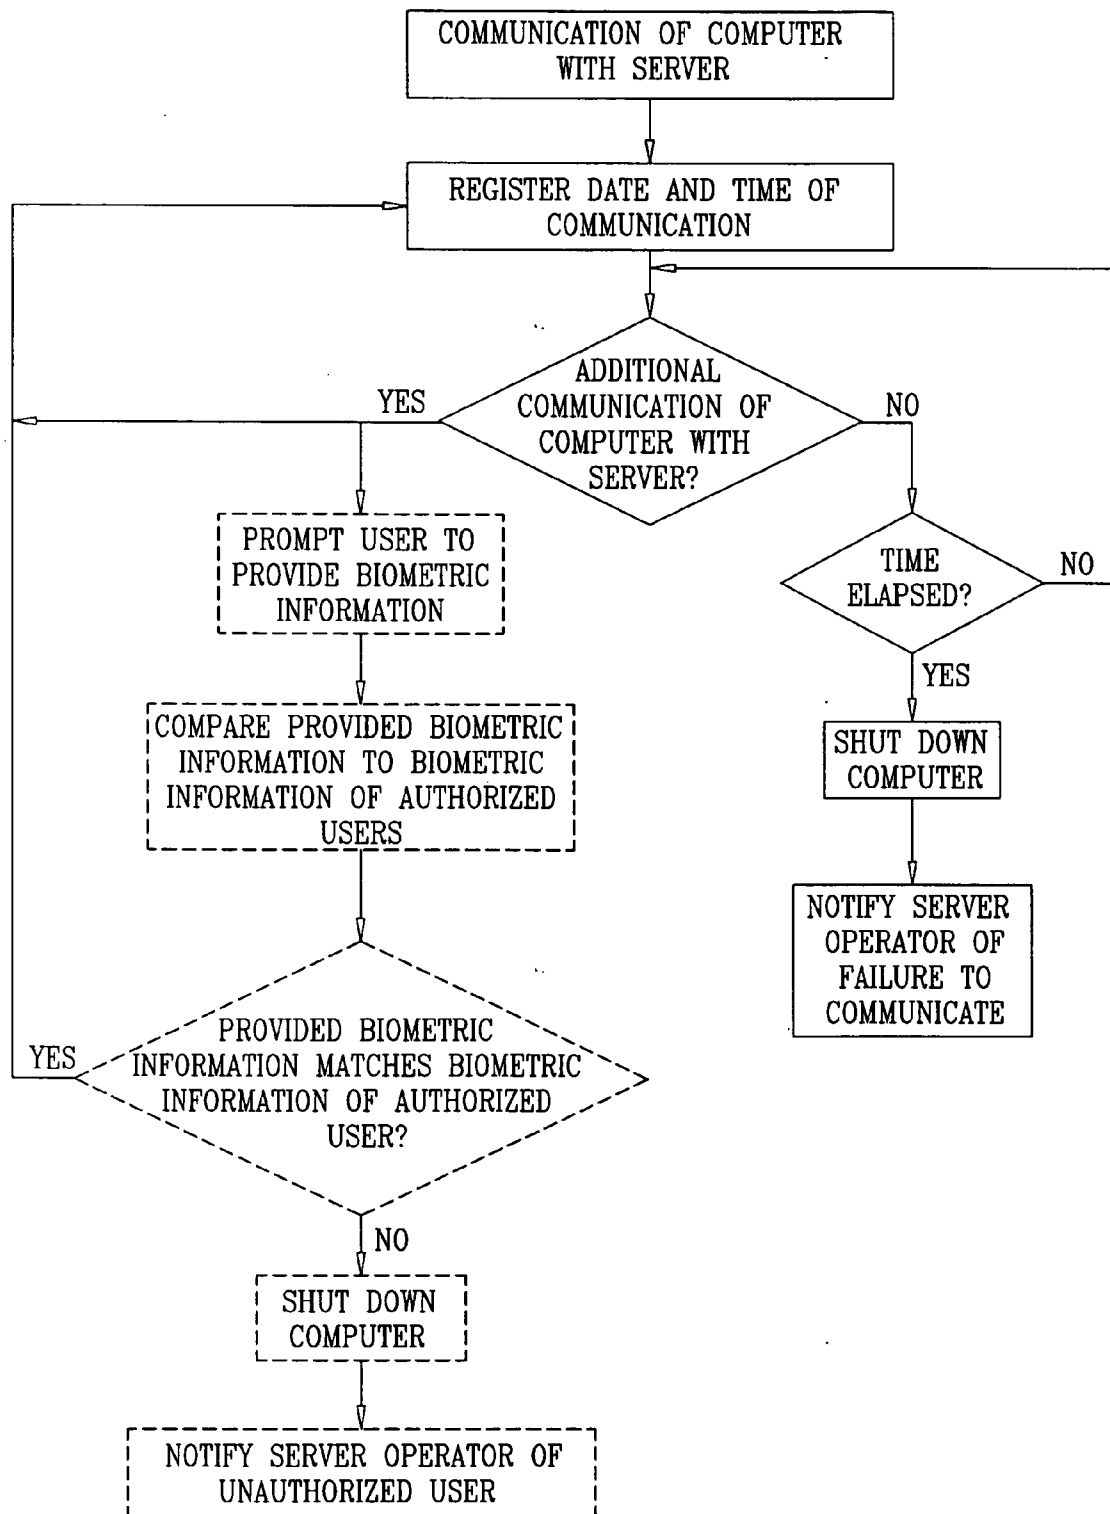 COMMUNICATION OF COMPUTER
WITH SERVER
REGISTER DATE AND TIME OF
COMMUNICATION
ADDITIONAL
COMMUNICATION OF
COMPUTER WITH
SERVER?
YES
NO
PROMPT USER TO
PROVIDE BIOMETRIC
INFORMATION
TIME
ELAPSED?
NO
YES
COMPARE PROVIDED BIOMETRIC
INFORMATION TO BIOMETRIC
INFORMATION OF AUTHORIZED
USERS
SHUT DOWN
COMPUTER
NOTIFY SERVER
OPERATOR OF
FAILURE TO
COMMUNICATE
PROVIDED BIOMETRIC
INFORMATION MATCHES BIOMETRIC
INFORMATION OF AUTHORIZED
USER?
YES
NO
SHUT DOWN
COMPUTER
NOTIFY SERVER OPERATOR OF
UNAUTHORIZED USER